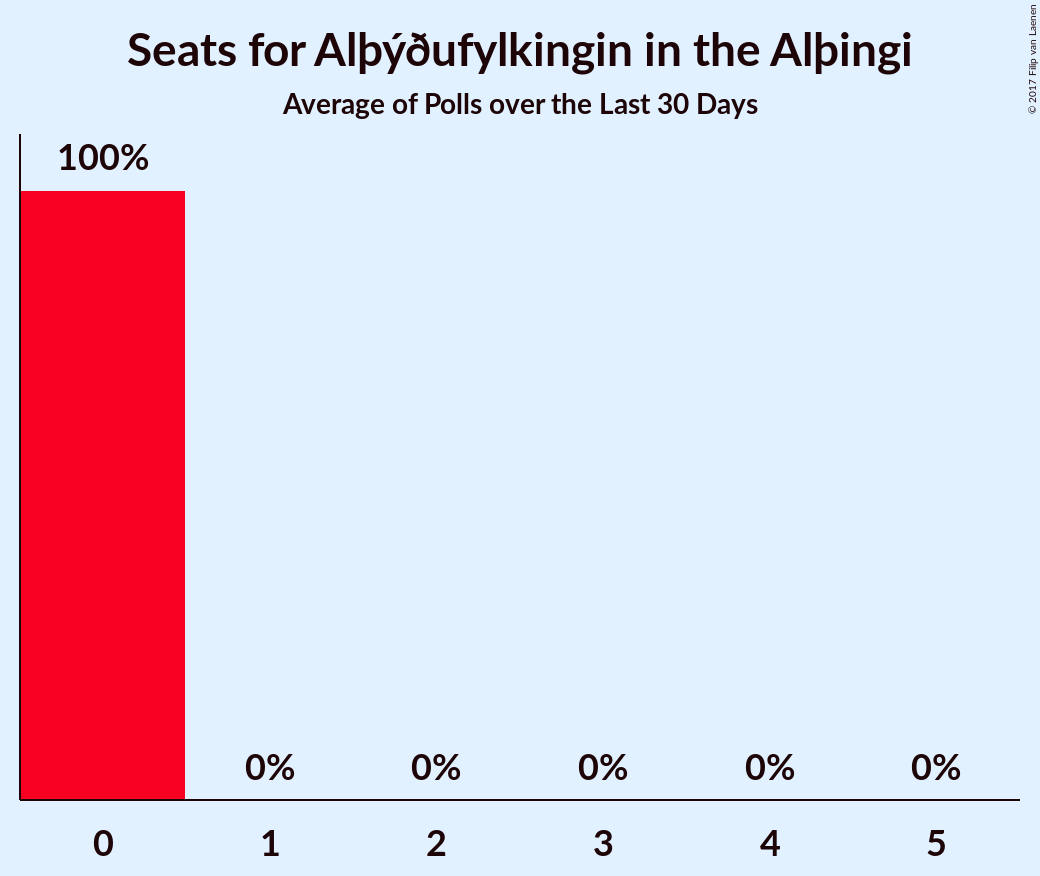 Seats for Alþýðufylkingin in the Alþingi
Average of Polls over the Last 30 Days
© 2017 Filip van Laenen
100%
0% 0% 0% 0% 0%
0 1 2 3 4 5